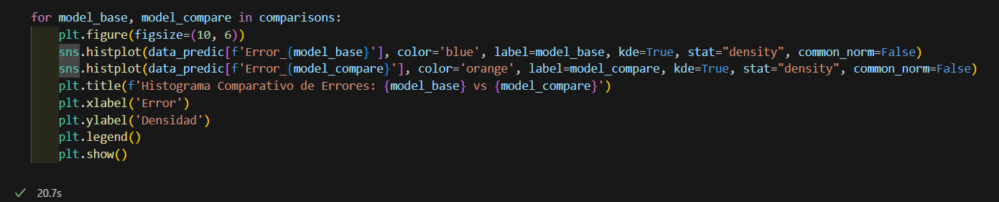 for model_base, model_compare in comparisons:
    plt.figure(figsize=(10, 6))
    sns.histplot(data_predic[f'Error_{model_base}'], color='blue', label=model_base, kde=True, stat="density", common_norm=False)
    sns.histplot(data_predic[f'Error_{model_compare}'], color='orange', label=model_compare, kde=True, stat="density", common_norm=False)
    plt.title(f'Histograma Comparativo de Errores: {model_base} vs {model_compare}')
    plt.xlabel('Error')
    plt.ylabel('Densidad')
    plt.legend()
    plt.show()
20.7s